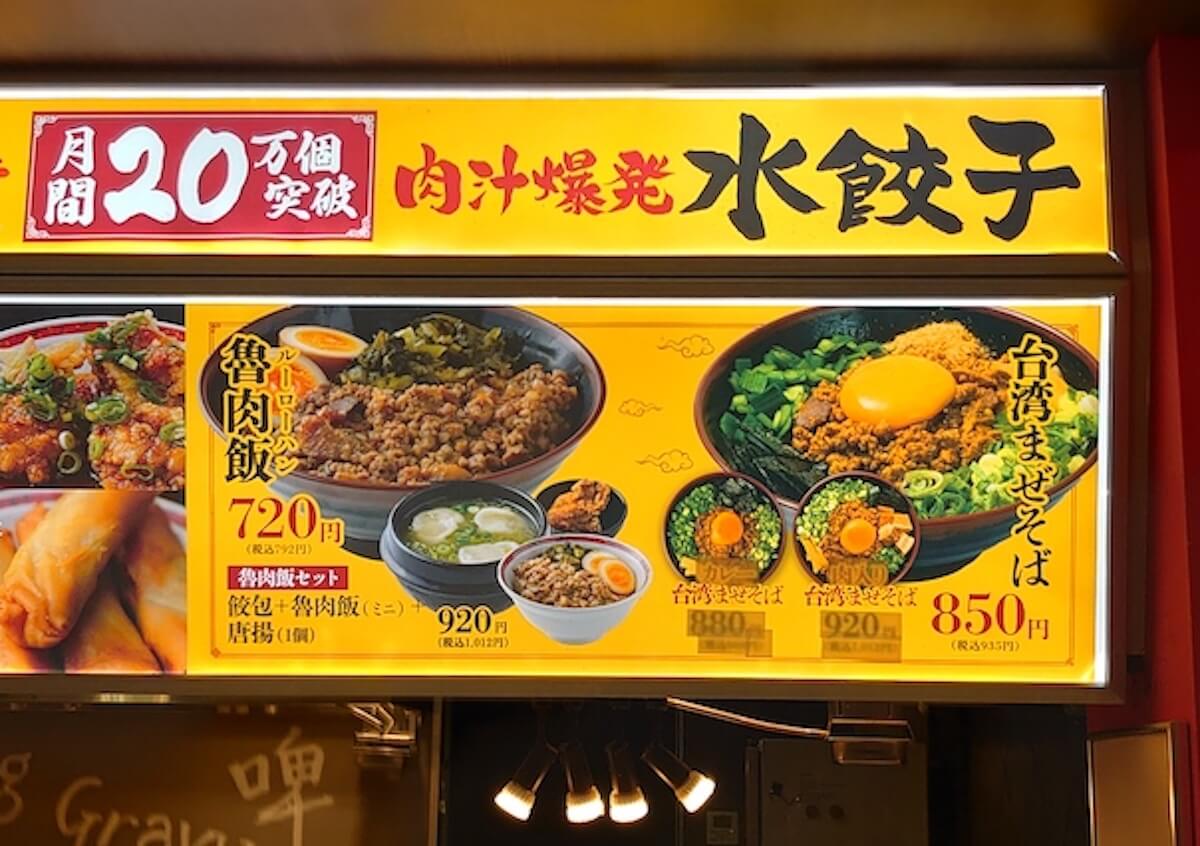 月間20万個突破
肉汁爆発 水餃子
魯肉飯
ルーローハン
720円
(税込792円)
魯肉飯セット
餃包+魯肉飯(ミニ)+
唐揚(1個)
920円
(税込1,012円)
台湾まぜそば
850円
(税込935円)
カレー
台湾まぜそば
880
肉入り
台湾まぜそば
920円
啤